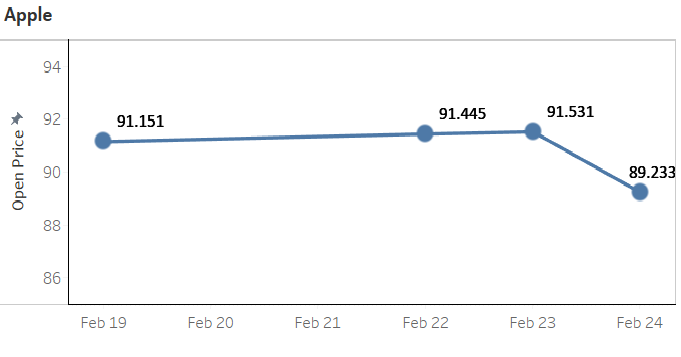 Apple
Open Price
94
92
90
88
86
91.151
91.445
91.531
89.233
Feb 19
Feb 20
Feb 21
Feb 22
Feb 23
Feb 24